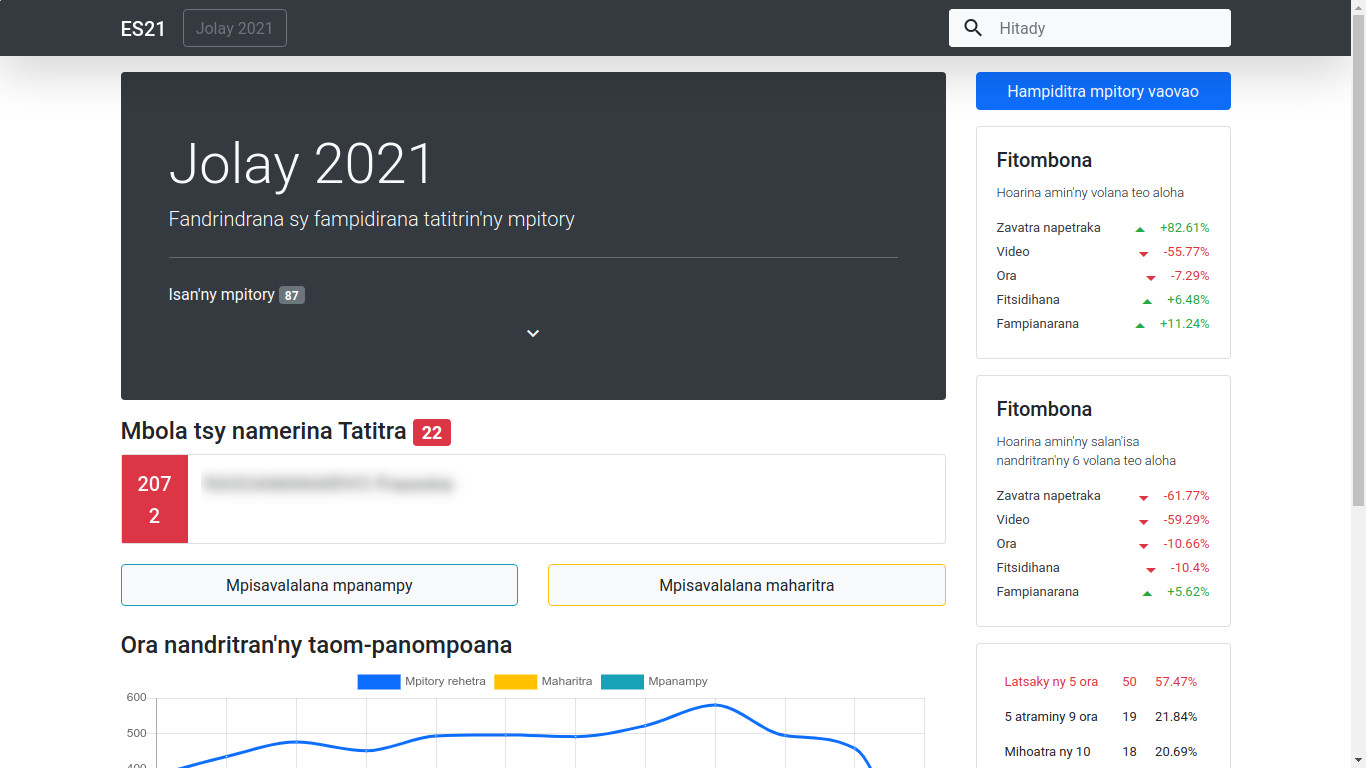 ES21 Jolay 2021 Hitady
Jolay 2021
Fandrindrana sy fampidirana tatitrin'ny mpitory
Isan'ny mpitory 87
Mbola tsy namerina Tatitra 22
207
2
Mpisavalalana mpanampy Mpisavalalana maharitra
Ora nandritran'ny taom-panompoana
Mpitory rehetra Maharitra Mpanampy
600
500
400
Hampiditra mpitory vaovao
Fitombona
Hoarina amin'ny volana teo aloha
Zavatra napetraka +82.61%
Video -55.77%
Ora -7.29%
Fitsidihana +6.48%
Fampianarana +11.24%
Fitombona
Hoarina amin'ny salan'isa
nandritran'ny 6 volana teo aloha
Zavatra napetraka -61.77%
Video -59.29%
Ora -10.66%
Fitsidihana -10.4%
Fampianarana +5.62%
Latsaky ny 5 ora 50 57.47%
5 atraminy 9 ora 19 21.84%
Mihoatra ny 10 18 20.69%